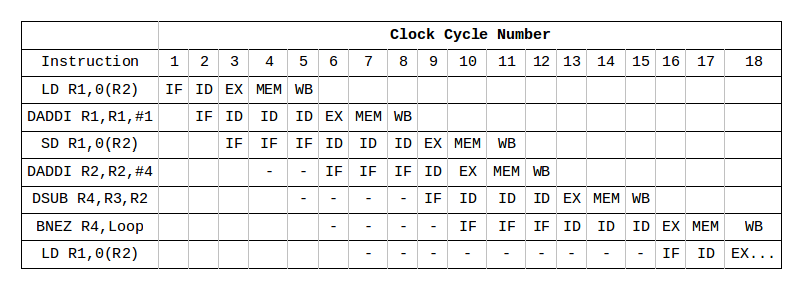 Clock Cycle Number
Instruction 1 2 3 4 5 6 7 8 9 10 11 12 13 14 15 16 17 18
LD R1,0(R2) IF ID EX MEM WB
DADDI R1,R1,#1 IF ID ID ID EX MEM WB
SD R1,0(R2) IF IF IF ID ID ID EX MEM WB
DADDI R2,R2,#4 - - IF IF IF ID EX MEM WB
DSUB R4,R3,R2 - - - - IF ID ID ID EX MEM WB
BNEZ R4,Loop - - - - IF IF IF ID ID ID EX MEM WB
LD R1,0(R2) - - - - - - - - - IF ID EX...